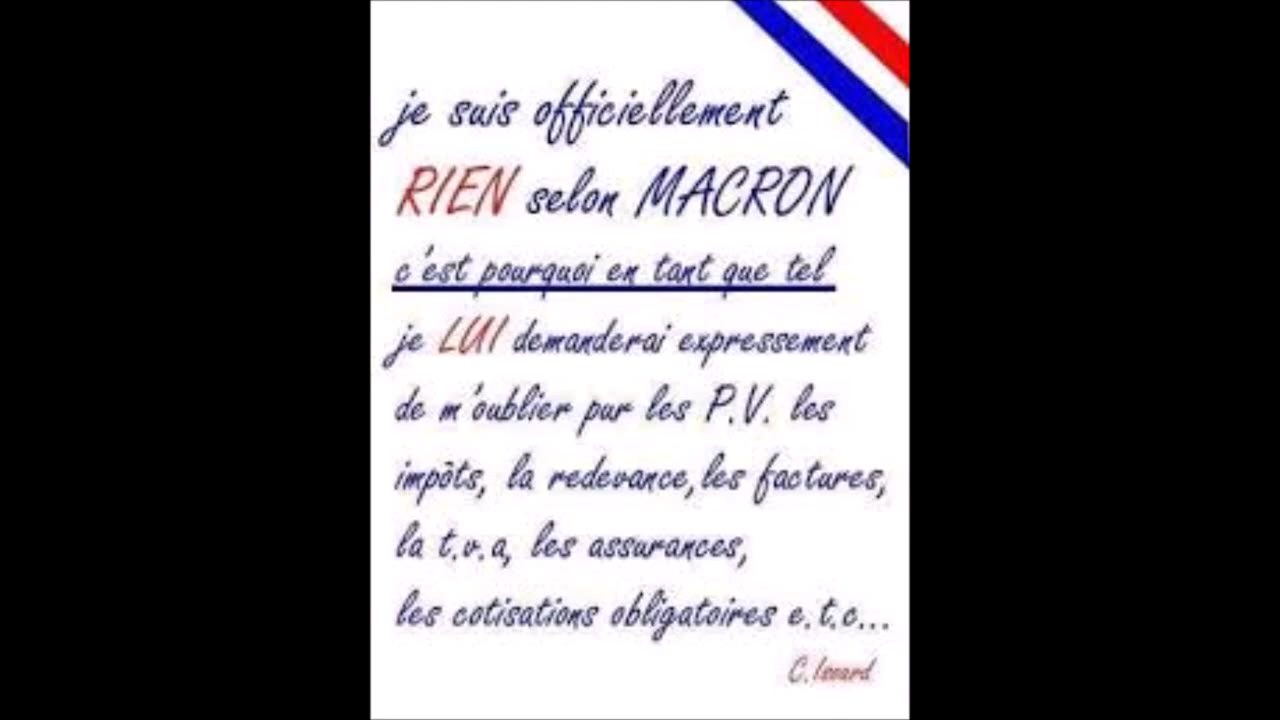 je suis officiellement
RIEN selon MACRON
c'est pourquoi en tant que tel
je LUI demanderai expressement
de m'oublier pur les P.V. les
impôts, la redevance,les factures,
la t.v.a, les assurances,
les cotisations obligatoires e.t.c...
C.Isoard